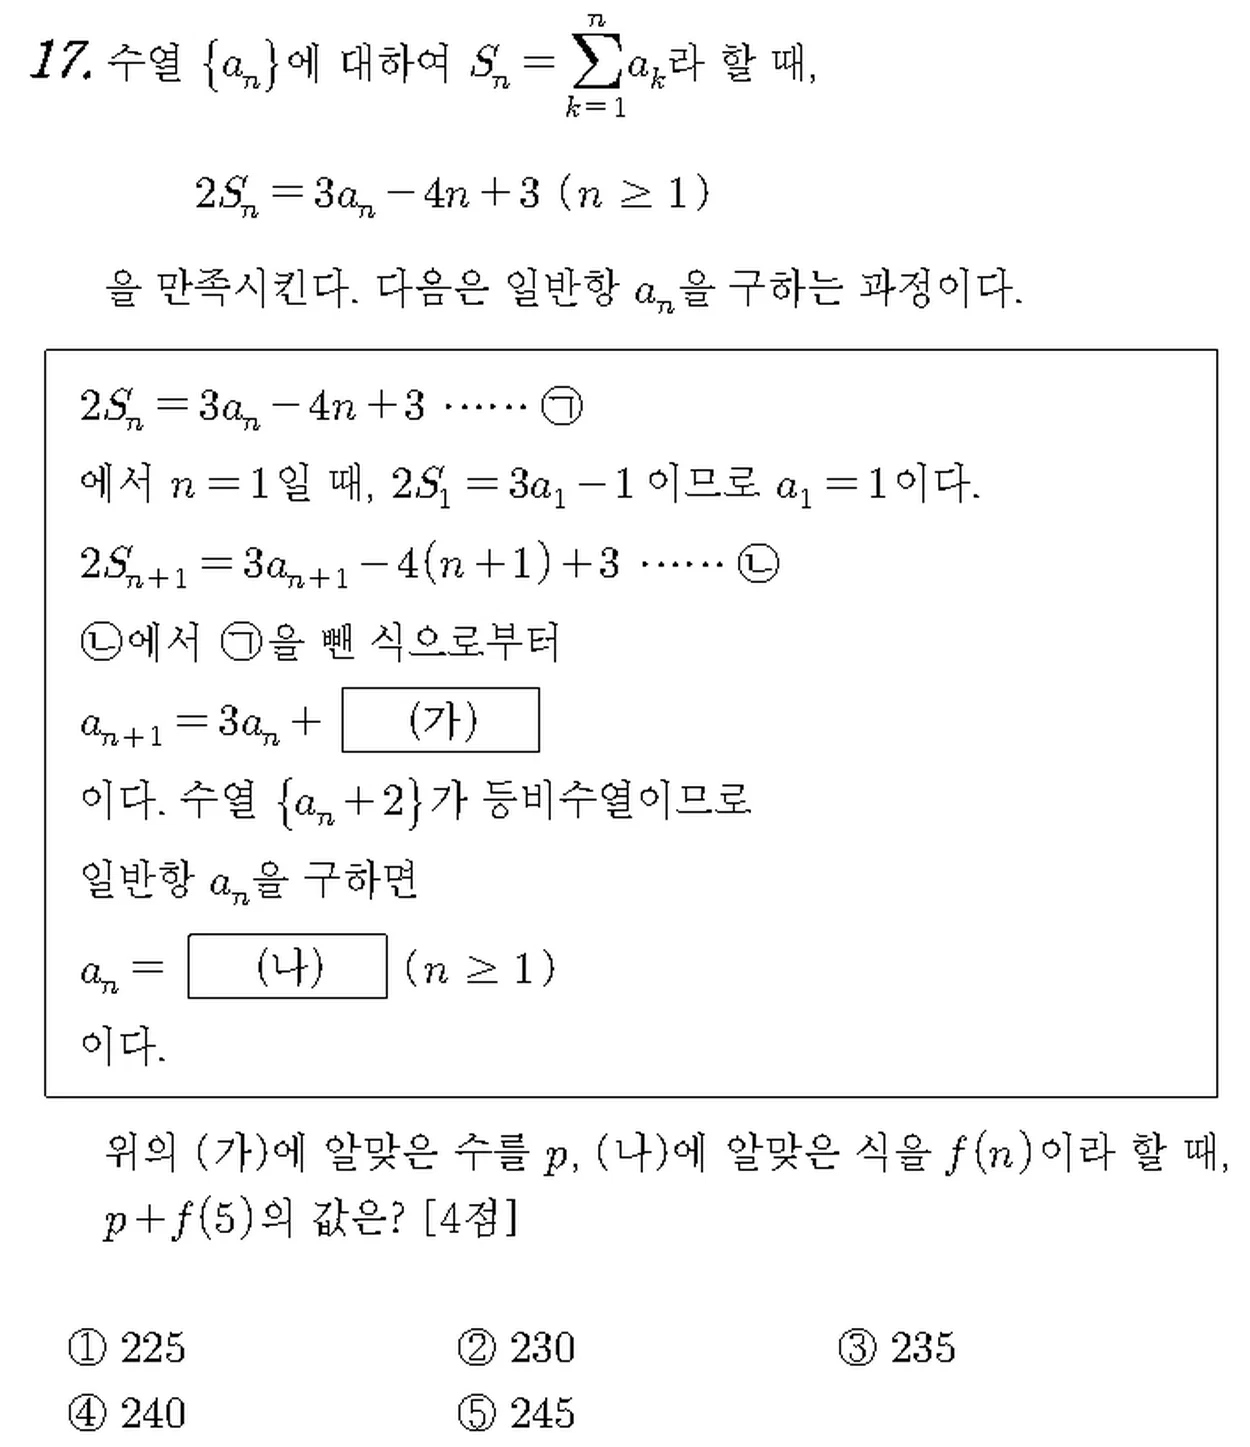 17. 수열 {aₙ}에 대하여 Sₙ = ∑_{k=1}^{n} aₖ라 할 때,
2Sₙ = 3aₙ − 4n + 3 (n ≥ 1)
을 만족시킨다. 다음은 일반항 aₙ을 구하는 과정이다.
2Sₙ = 3aₙ − 4n + 3 ⋯⋯ ㉠
에서 n = 1일 때, 2S₁ = 3a₁ − 1 이므로 a₁ = 1이다.
2Sₙ₊₁ = 3aₙ₊₁ − 4(n + 1) + 3 ⋯⋯ ㉡
㉡에서 ㉠을 뺀 식으로부터
aₙ₊₁ = 3aₙ + (가)
이다. 수열 {aₙ + 2}가 등비수열이므로
일반항 aₙ을 구하면
aₙ = (나) (n ≥ 1)
이다.
위의 (가)에 알맞은 수를 p, (나)에 알맞은 식을 f(n)이라 할 때,
p + f(5)의 값은? [4점]
① 225 ② 230 ③ 235
④ 240 ⑤ 245